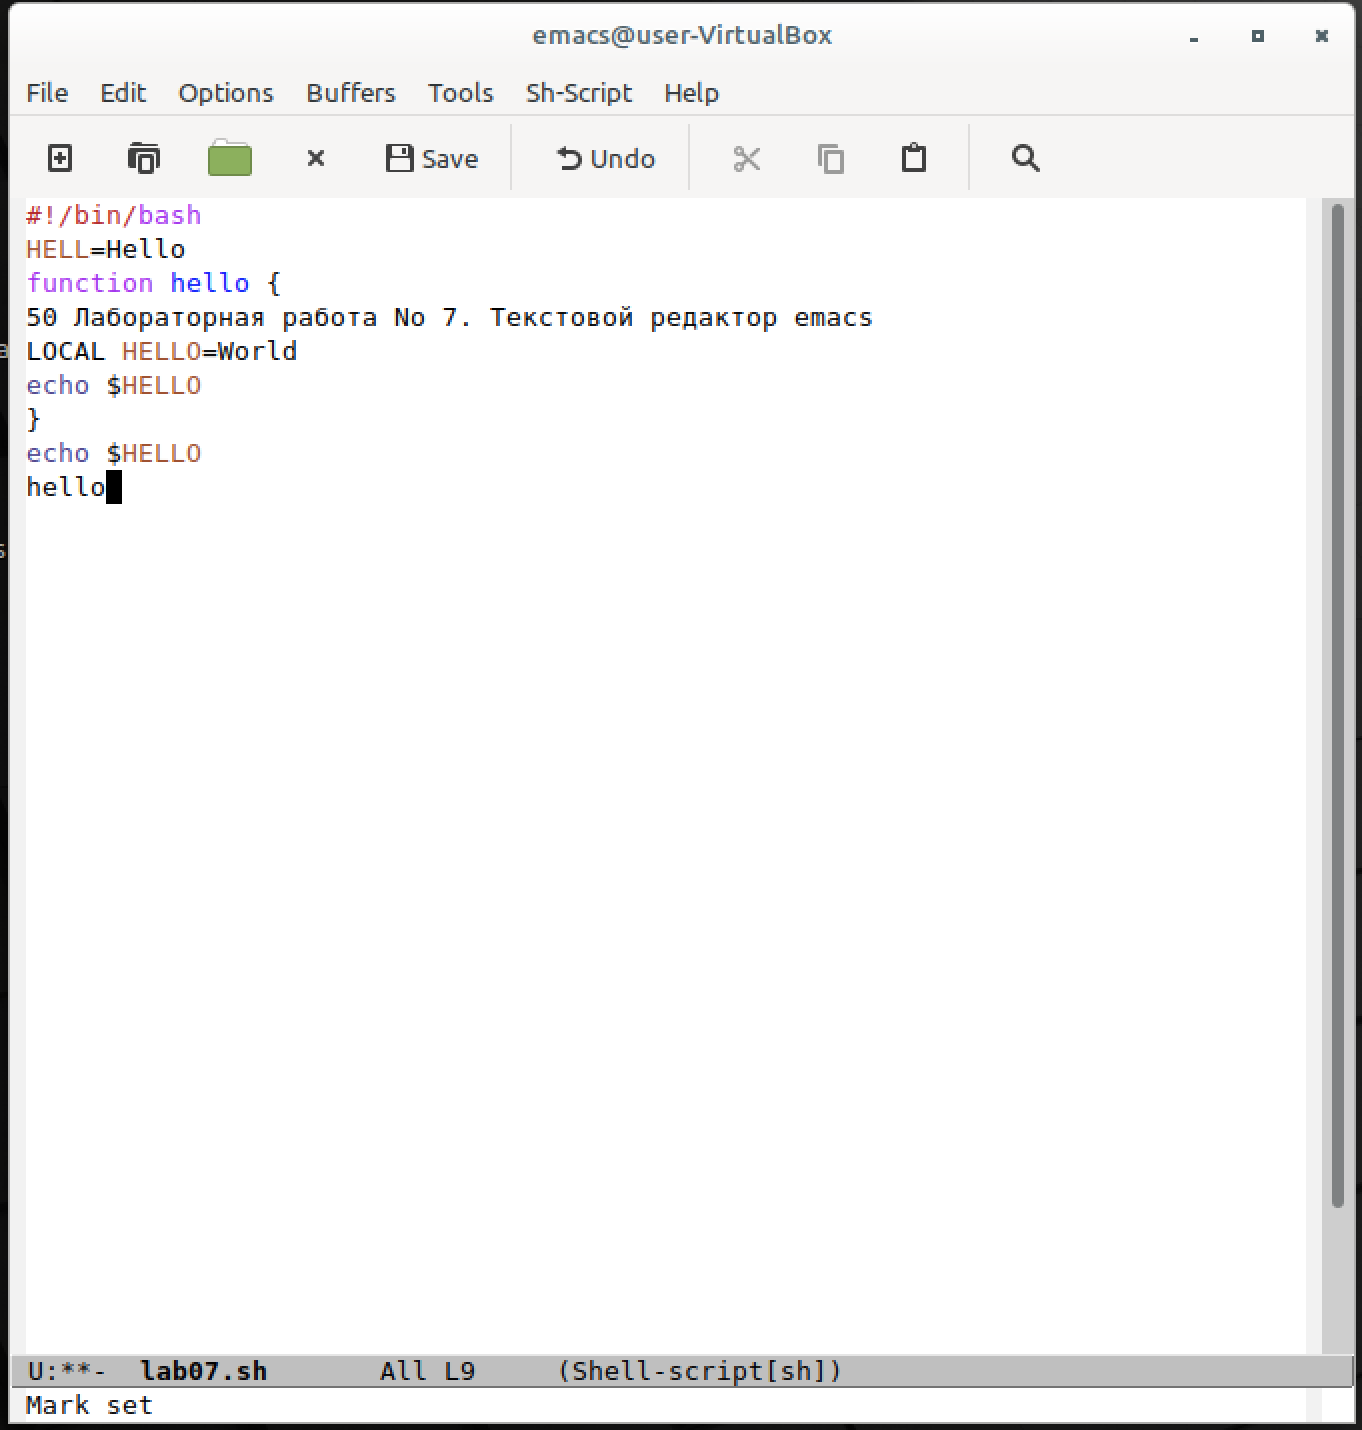 emacs@user-VirtualBox
File Edit Options Buffers Tools Sh-Script Help
Save Undo
#!/bin/bash
HELL=Hello
function hello {
50 Лабораторная работа No 7. Текстовой редактор emacs
LOCAL HELLO=World
echo $HELLO
}
echo $HELLO
hello
U:**- lab07.sh All L9 (Shell-script[sh])
Mark set